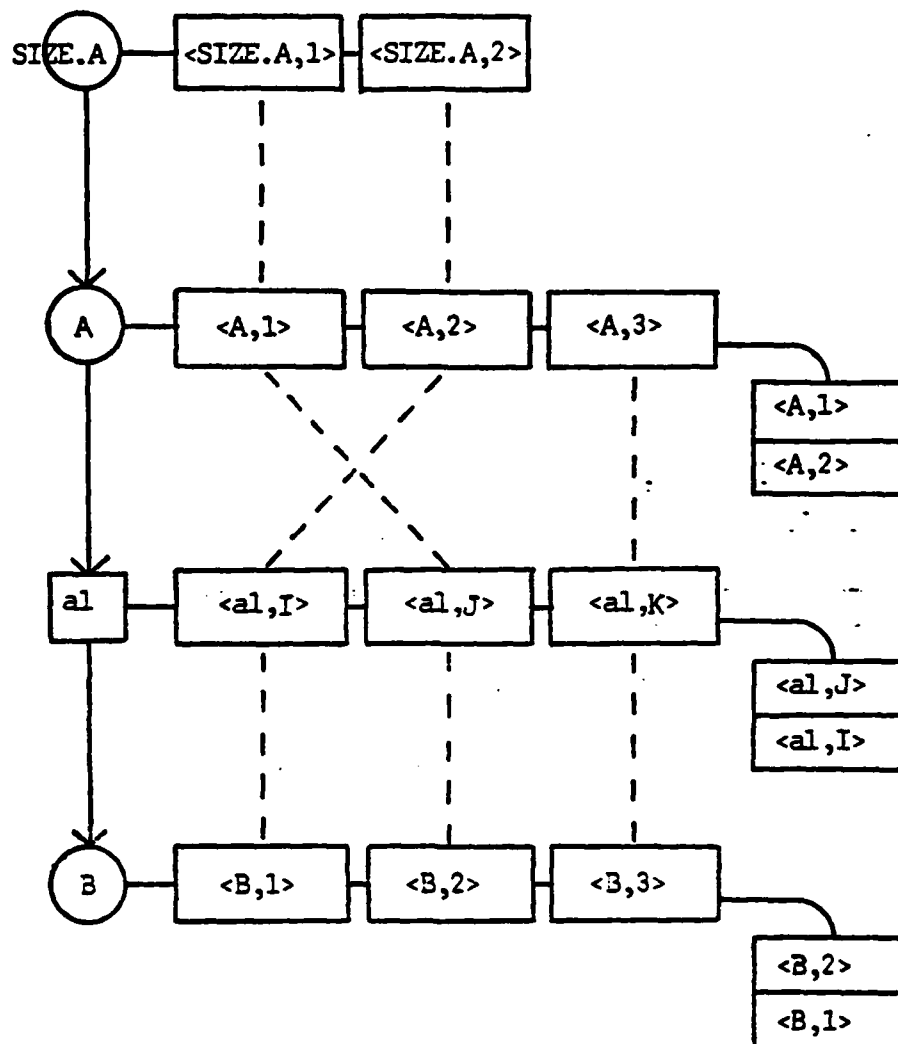 SIZE.A <SIZE.A,1> <SIZE.A,2>
A <A,1> <A,2> <A,3>
<A,1>
<A,2>
a1 <a1,I> <a1,J> <a1,K>
<a1,J>
<a1,I>
B <B,1> <B,2> <B,3>
<B,2>
<B,1>